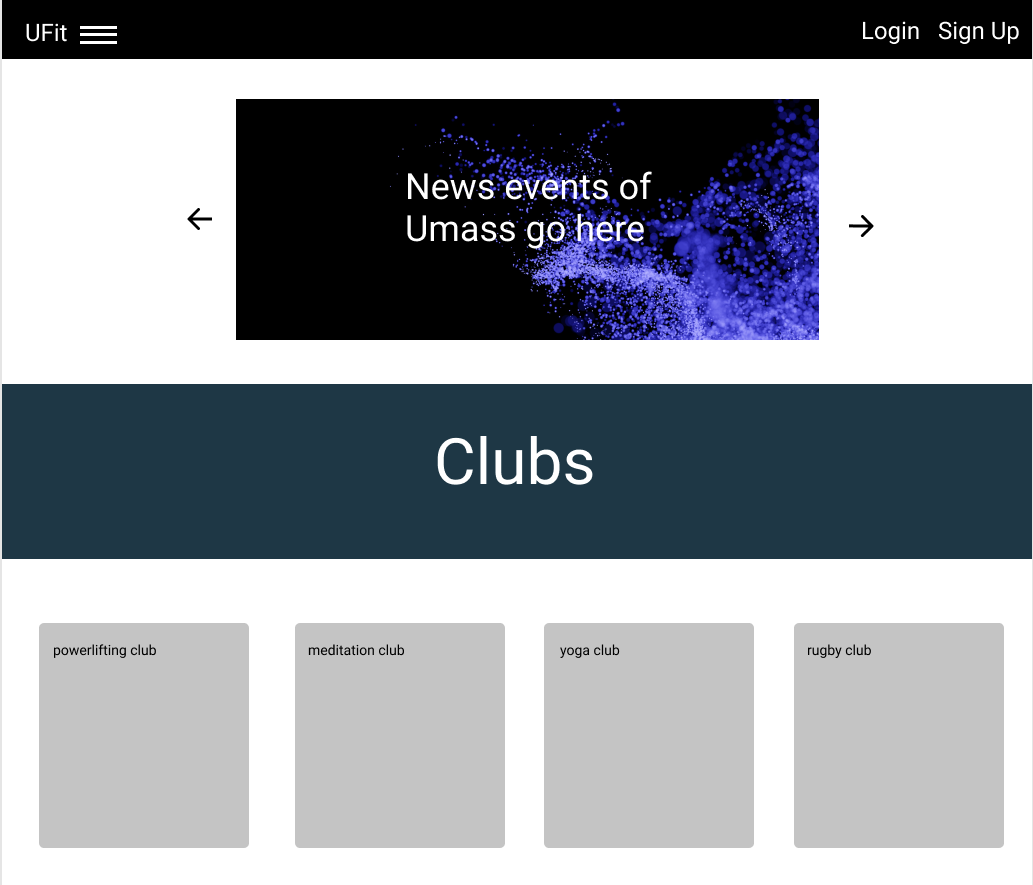 UFit
Login Sign Up
News events of
Umass go here
Clubs
powerlifting club
meditation club
yoga club
rugby club